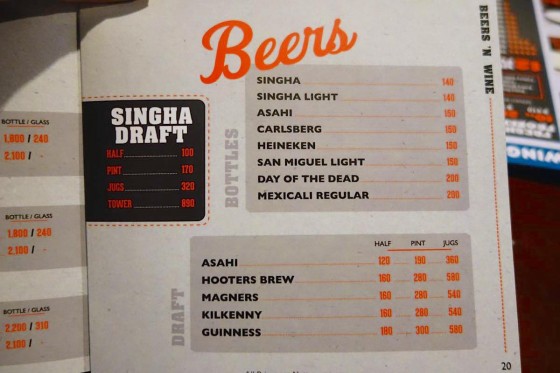 Beers
BEERS 'N WINE
BOTTLE / GLASS
1,800 / 240
2,100 / -
BOTTLE / GLASS
1,800 / 240
2,100 / -
BOTTLE / GLASS
2,200 / 310
2,100 / -
SINGHA
DRAFT
HALF 100
PINT 170
JUGS 320
TOWER 890
BOTTLES
SINGHA 140
SINGHA LIGHT 140
ASAHI 150
CARLSBERG 150
HEINEKEN 150
SAN MIGUEL LIGHT 150
DAY OF THE DEAD 200
MEXICALI REGULAR 200
DRAFT
HALF PINT JUGS
ASAHI 120 190 360
HOOTERS BREW 160 280 580
MAGNERS 160 290 540
KILKENNY 160 280 540
GUINNESS 180 300 580
20